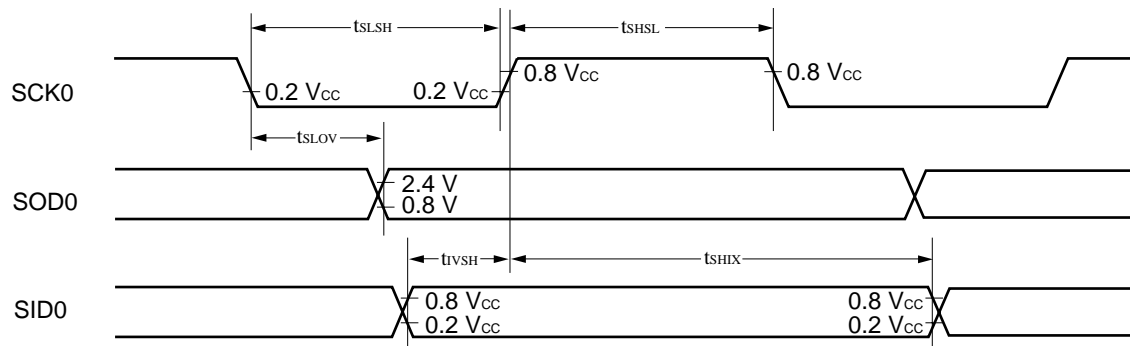 tSLSH
tSHSL
SCK0
0.8 VCC
0.8 VCC
0.2 VCC
0.2 VCC
tSLOV
SOD0
2.4 V
0.8 V
tIVSH
tSHIX
SID0
0.8 VCC
0.8 VCC
0.2 VCC
0.2 VCC